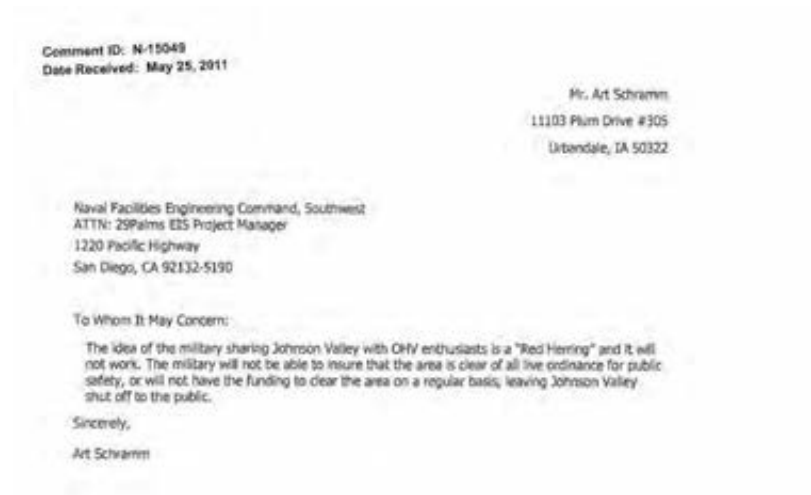 Comment ID: N-15049
Date Received: May 25, 2011
Mr. Art Schramm
11103 Plum Drive #305
Urbandale, IA 50322
Naval Facilities Engineering Command, Southwest
ATTN: 29Palms EIS Project Manager
1220 Pacific Highway
San Diego, CA 92132-5190
To Whom It May Concern:
The idea of the military sharing Johnson Valley with OHV enthusiasts is a "Red Herring" and it will
not work. The military will not be able to insure that the area is clear of all live ordinance for public
safety, or will not have the funding to clear the area on a regular basis, leaving Johnson Valley
shut off to the public.
Sincerely,
Art Schramm